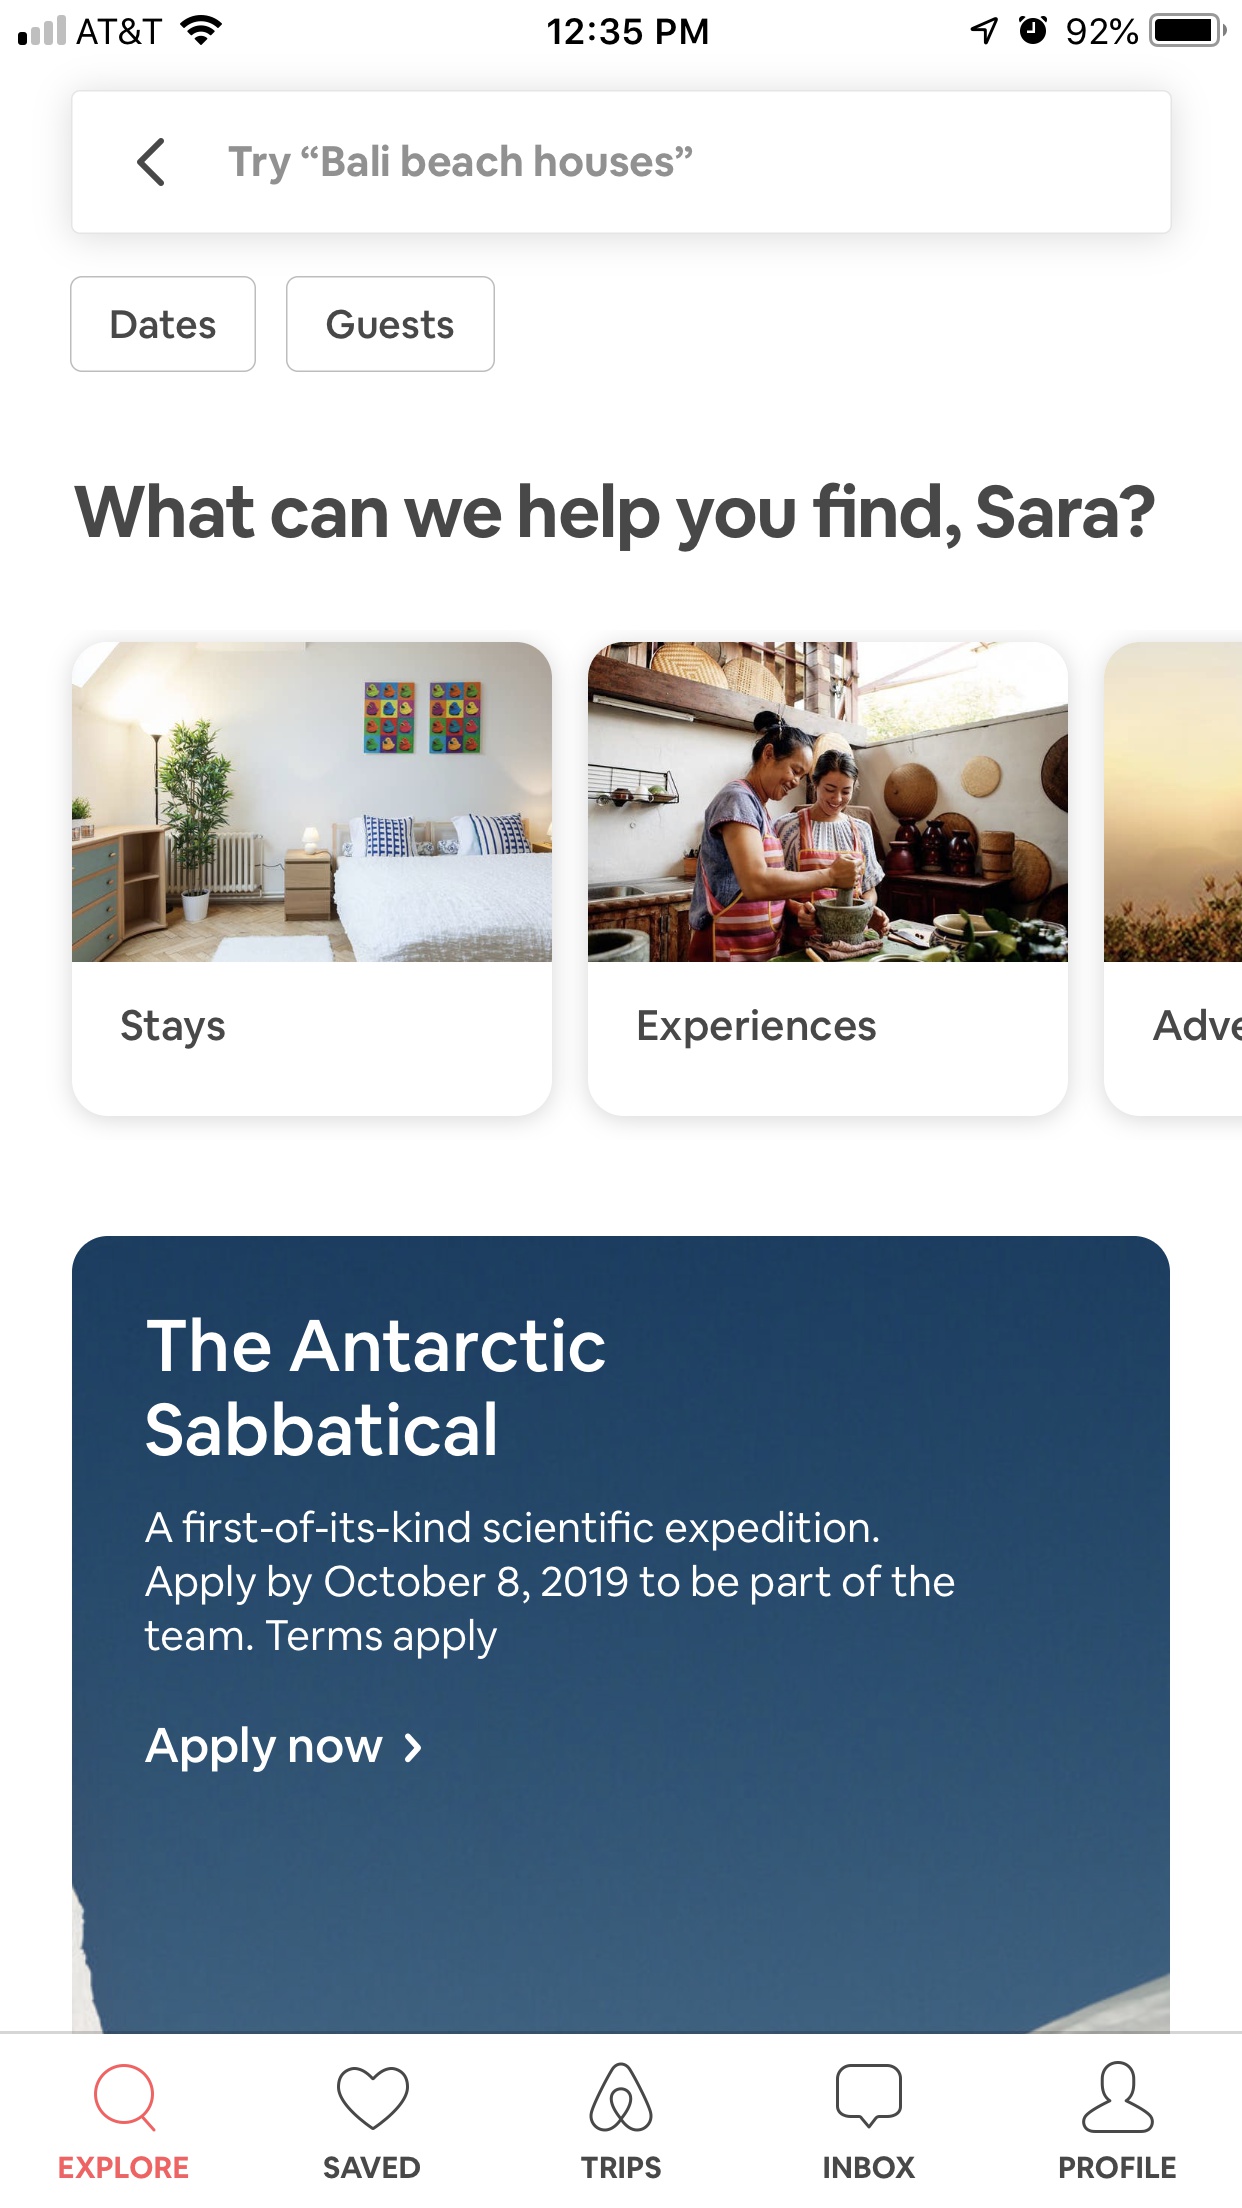 AT&T 12:35 PM 92%
Try “Bali beach houses”
Dates Guests
What can we help you find, Sara?
Stays Experiences Adve
The Antarctic
Sabbatical
A first-of-its-kind scientific expedition.
Apply by October 8, 2019 to be part of the
team. Terms apply
Apply now
EXPLORE SAVED TRIPS INBOX PROFILE